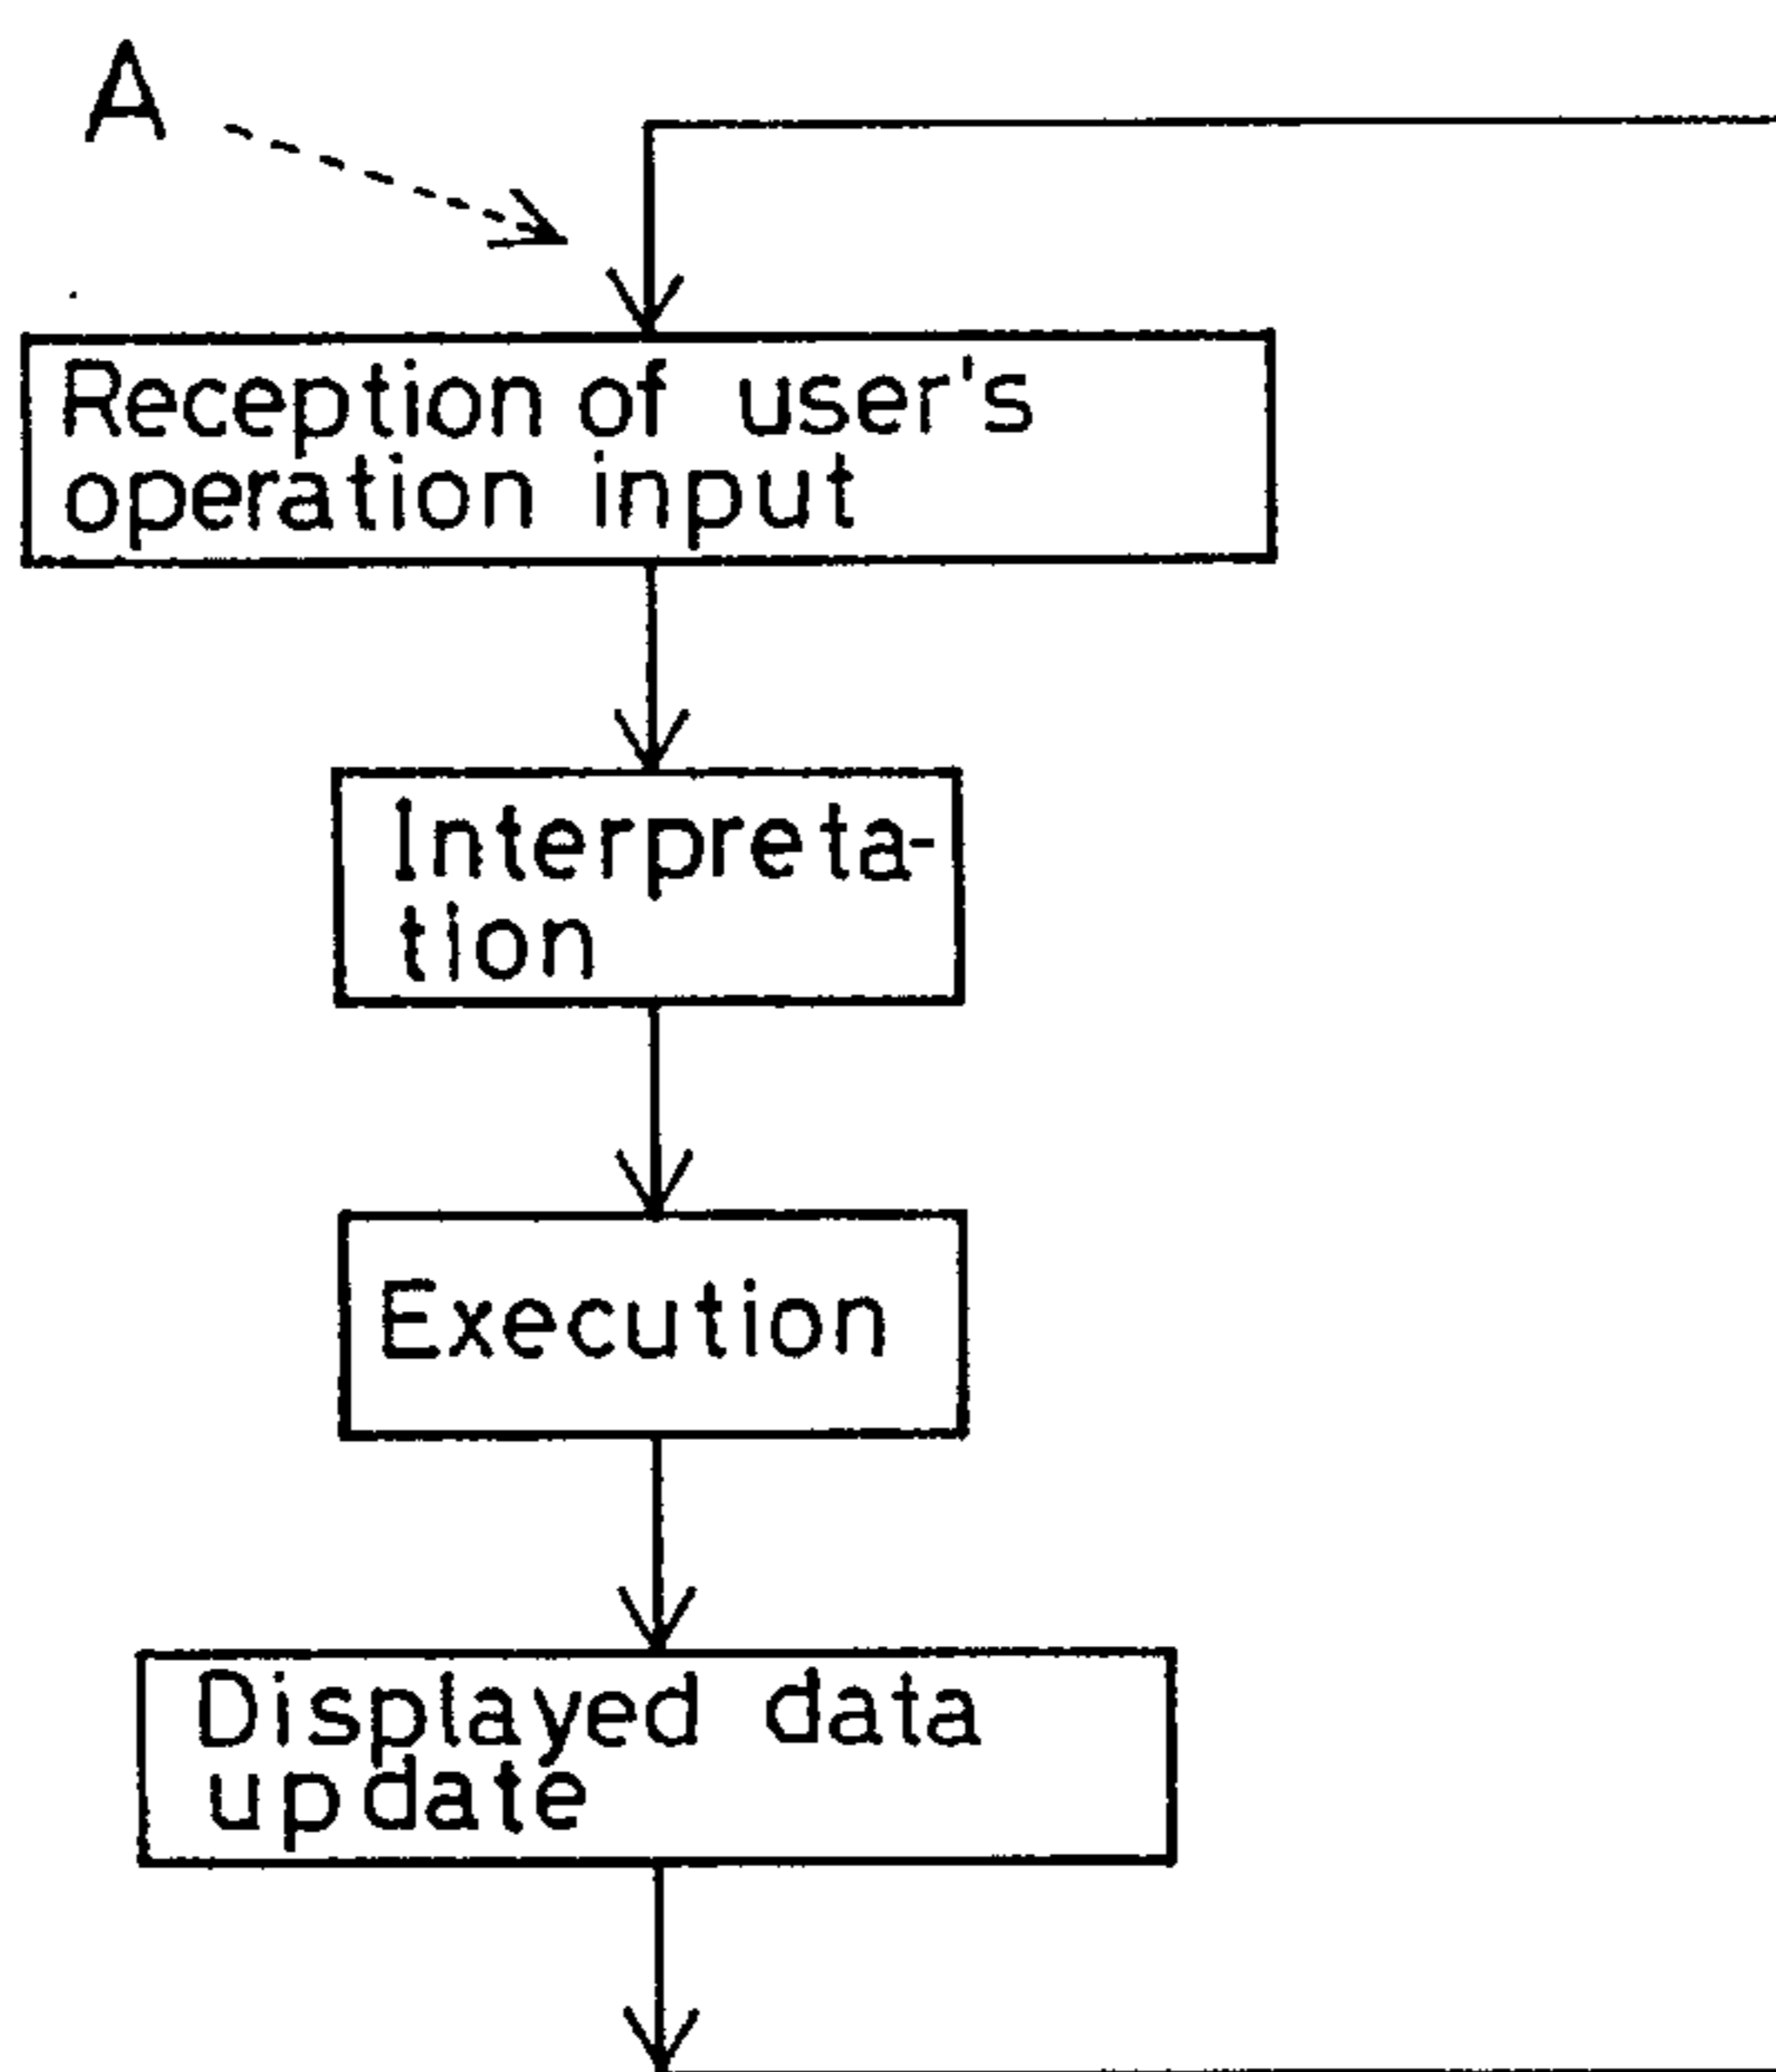 A
Reception of user's
operation input
Interpreta-
tion
Execution
Displayed data
update